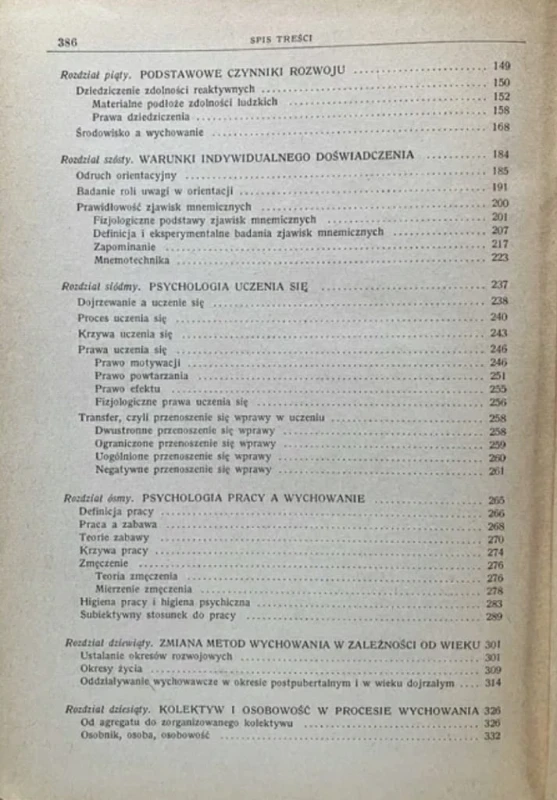 386 SPIS TREŚCI
Rozdział piąty. PODSTAWOWE CZYNNIKI ROZWOJU 149
Dziedziczenie zdolności reaktywnych 150
Materialne podłoże zdolności ludzkich 152
Prawa dziedziczenia 158
Środowisko a wychowanie 168
Rozdział szósty. WARUNKI INDYWIDUALNEGO DOŚWIADCZENIA 184
Odruch orientacyjny 185
Badanie roli uwagi w orientacji 191
Prawidłowość zjawisk mnemicznych 200
Fizjologiczne podstawy zjawisk mnemicznych 201
Definicja i eksperymentalne badania zjawisk mnemicznych 207
Zapominanie 217
Mnemotechnika 223
Rozdział siódmy. PSYCHOLOGIA UCZENIA SIĘ 237
Dojrzewanie a uczenie się 238
Proces uczenia się 240
Krzywa uczenia się 243
Prawa uczenia się 246
Prawo motywacji 246
Prawo powtarzania 251
Prawo efektu 255
Fizjologiczne prawa uczenia się 256
Transfer, czyli przenoszenie się wprawy w uczeniu 258
Dwustronne przenoszenie się wprawy 258
Ograniczone przenoszenie się wprawy 259
Uogólnione przenoszenie się wprawy 260
Negatywne przenoszenie się wprawy 261
Rozdział ósmy. PSYCHOLOGIA PRACY A WYCHOWANIE 265
Definicja pracy 266
Praca a zabawa 268
Teorie zabawy 270
Krzywa pracy 274
Zmęczenie 276
Teoria zmęczenia 276
Mierzenie zmęczenia 278
Higiena pracy i higiena psychiczna 283
Subiektywny stosunek do pracy 289
Rozdział dziewiąty. ZMIANA METOD WYCHOWANIA W ZALEŻNOŚCI OD WIEKU 301
Ustalanie okresów rozwojowych 301
Okresy życia 309
Oddziaływanie wychowawcze w okresie postpubertalnym i w wieku dojrzałym 314
Rozdział dziesiąty. KOLEKTYW I OSOBOWOŚĆ W PROCESIE WYCHOWANIA 326
Od agregatu do zorganizowanego kolektywu 326
Osobnik, osoba, osobowość 332